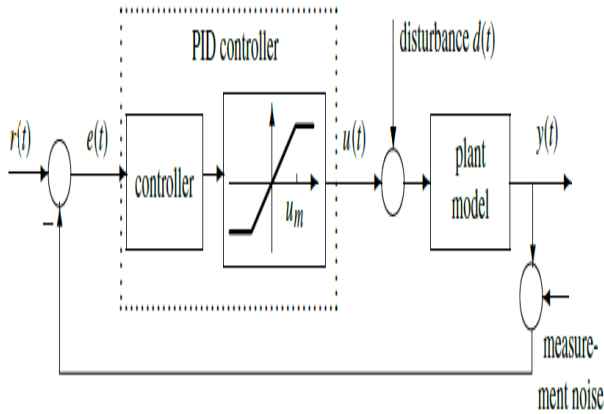 PID controller
disturbance d(t)
r(t)
e(t)
controller
u_m
u(t)
plant
model
y(t)
−
measure-
ment noise